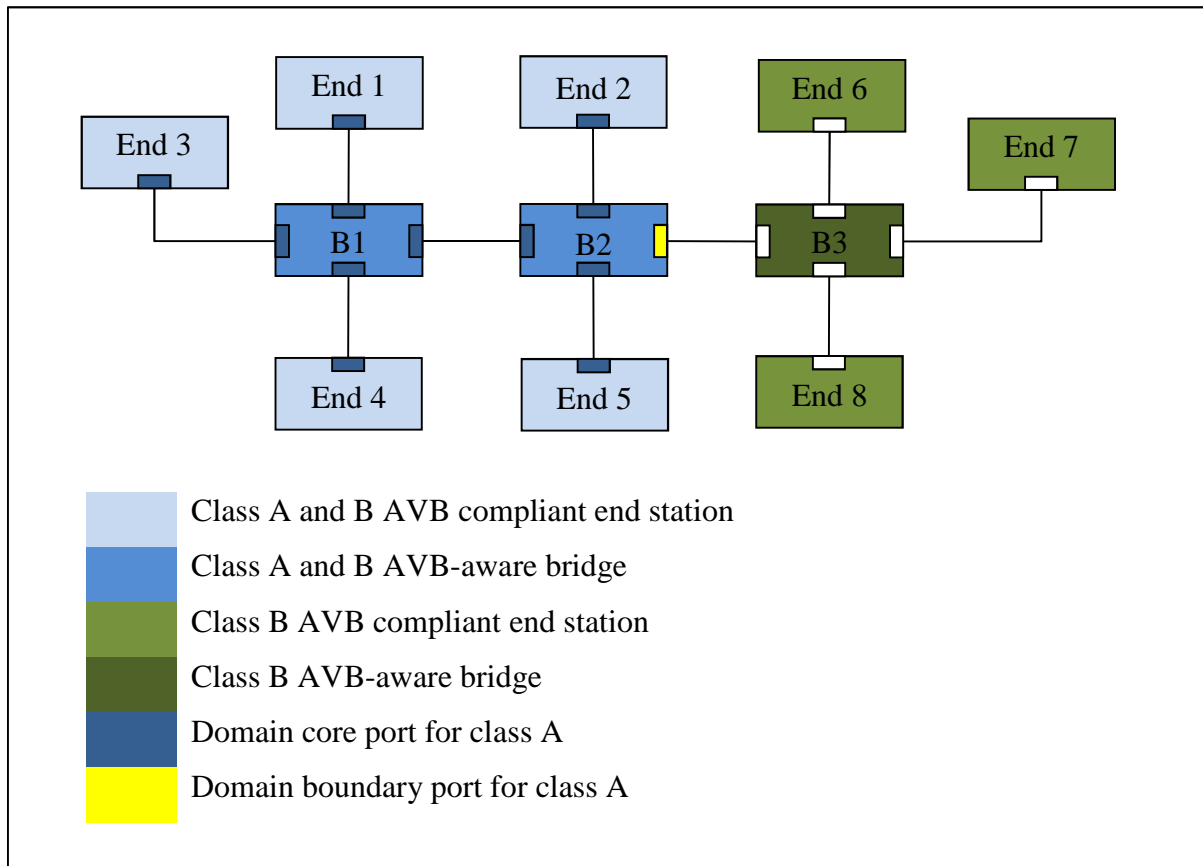 End 1
End 2
End 6
End 3
End 7
B1
B2
B3
End 4
End 5
End 8
Class A and B AVB compliant end station
Class A and B AVB-aware bridge
Class B AVB compliant end station
Class B AVB-aware bridge
Domain core port for class A
Domain boundary port for class A